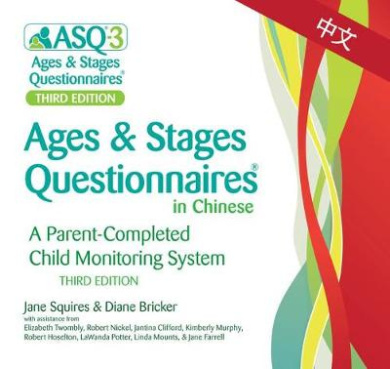 ASQ-3
Ages & Stages
Questionnaires®
THIRD EDITION
中文
Ages & Stages
Questionnaires®
in Chinese
A Parent-Completed
Child Monitoring System
THIRD EDITION
Jane Squires & Diane Bricker
with assistance from
Elizabeth Twombly, Robert Nickel, Jantina Clifford, Kimberly Murphy,
Robert Hoselton, LaWanda Potter, Linda Mounts, & Jane Farrell